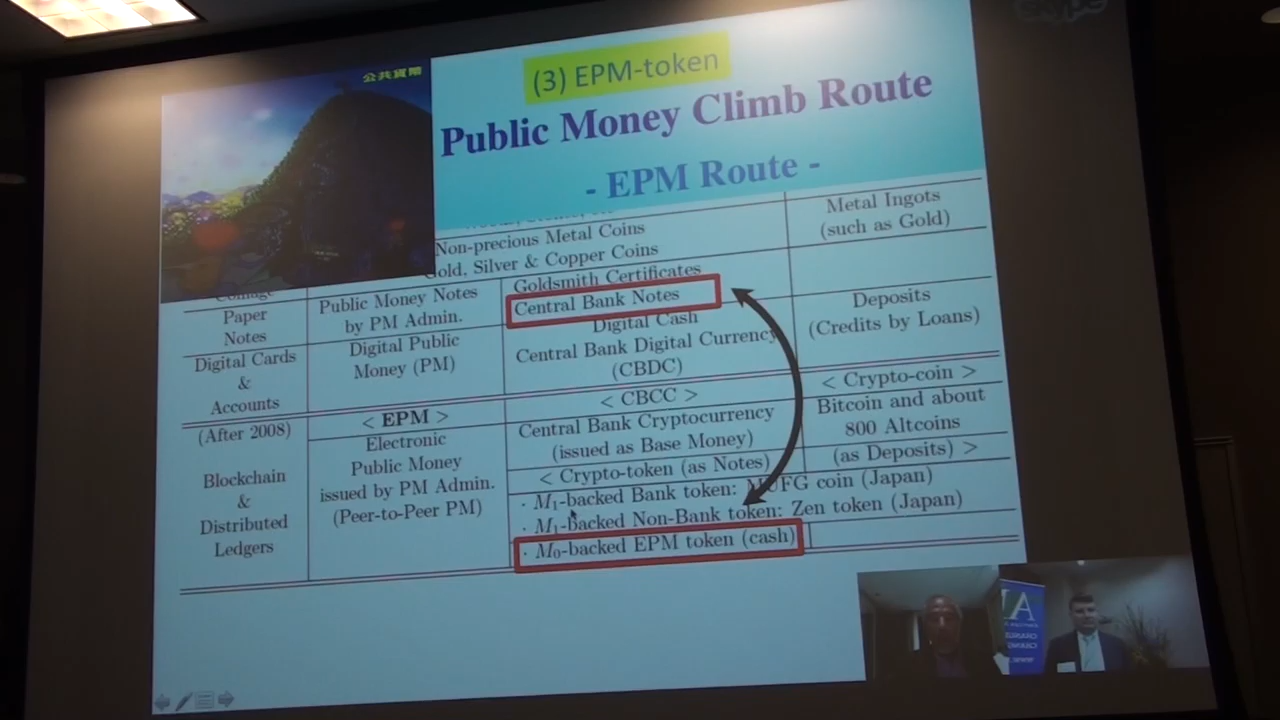 skype
公共貨幣
(3) EPM-token
Public Money Climb Route
- EPM Route -
Metal Ingots
(such as Gold)
Non-precious Metal Coins
Gold, Silver & Copper Coins
Goldsmith Certificates
Central Bank Notes
Paper
Notes
Public Money Notes
by PM Admin.
Digital Cash
Central Bank Digital Currency
(CBDC)
Deposits
(Credits by Loans)
Digital Cards
&
Accounts
Digital Public
Money (PM)
(After 2008)
Blockchain
&
Distributed
Ledgers
< EPM >
Electronic
Public Money
issued by PM Admin.
(Peer-to-Peer PM)
< CBCC >
Central Bank Cryptocurrency
(issued as Base Money)
< Crypto-token (as Notes)
(as Deposits) >
< Crypto-coin >
Bitcoin and about
800 Altcoins
· M₁-backed Bank token: MUFG coin (Japan)
· M₁-backed Non-Bank token: Zen token (Japan)
· M₀-backed EPM token (cash)